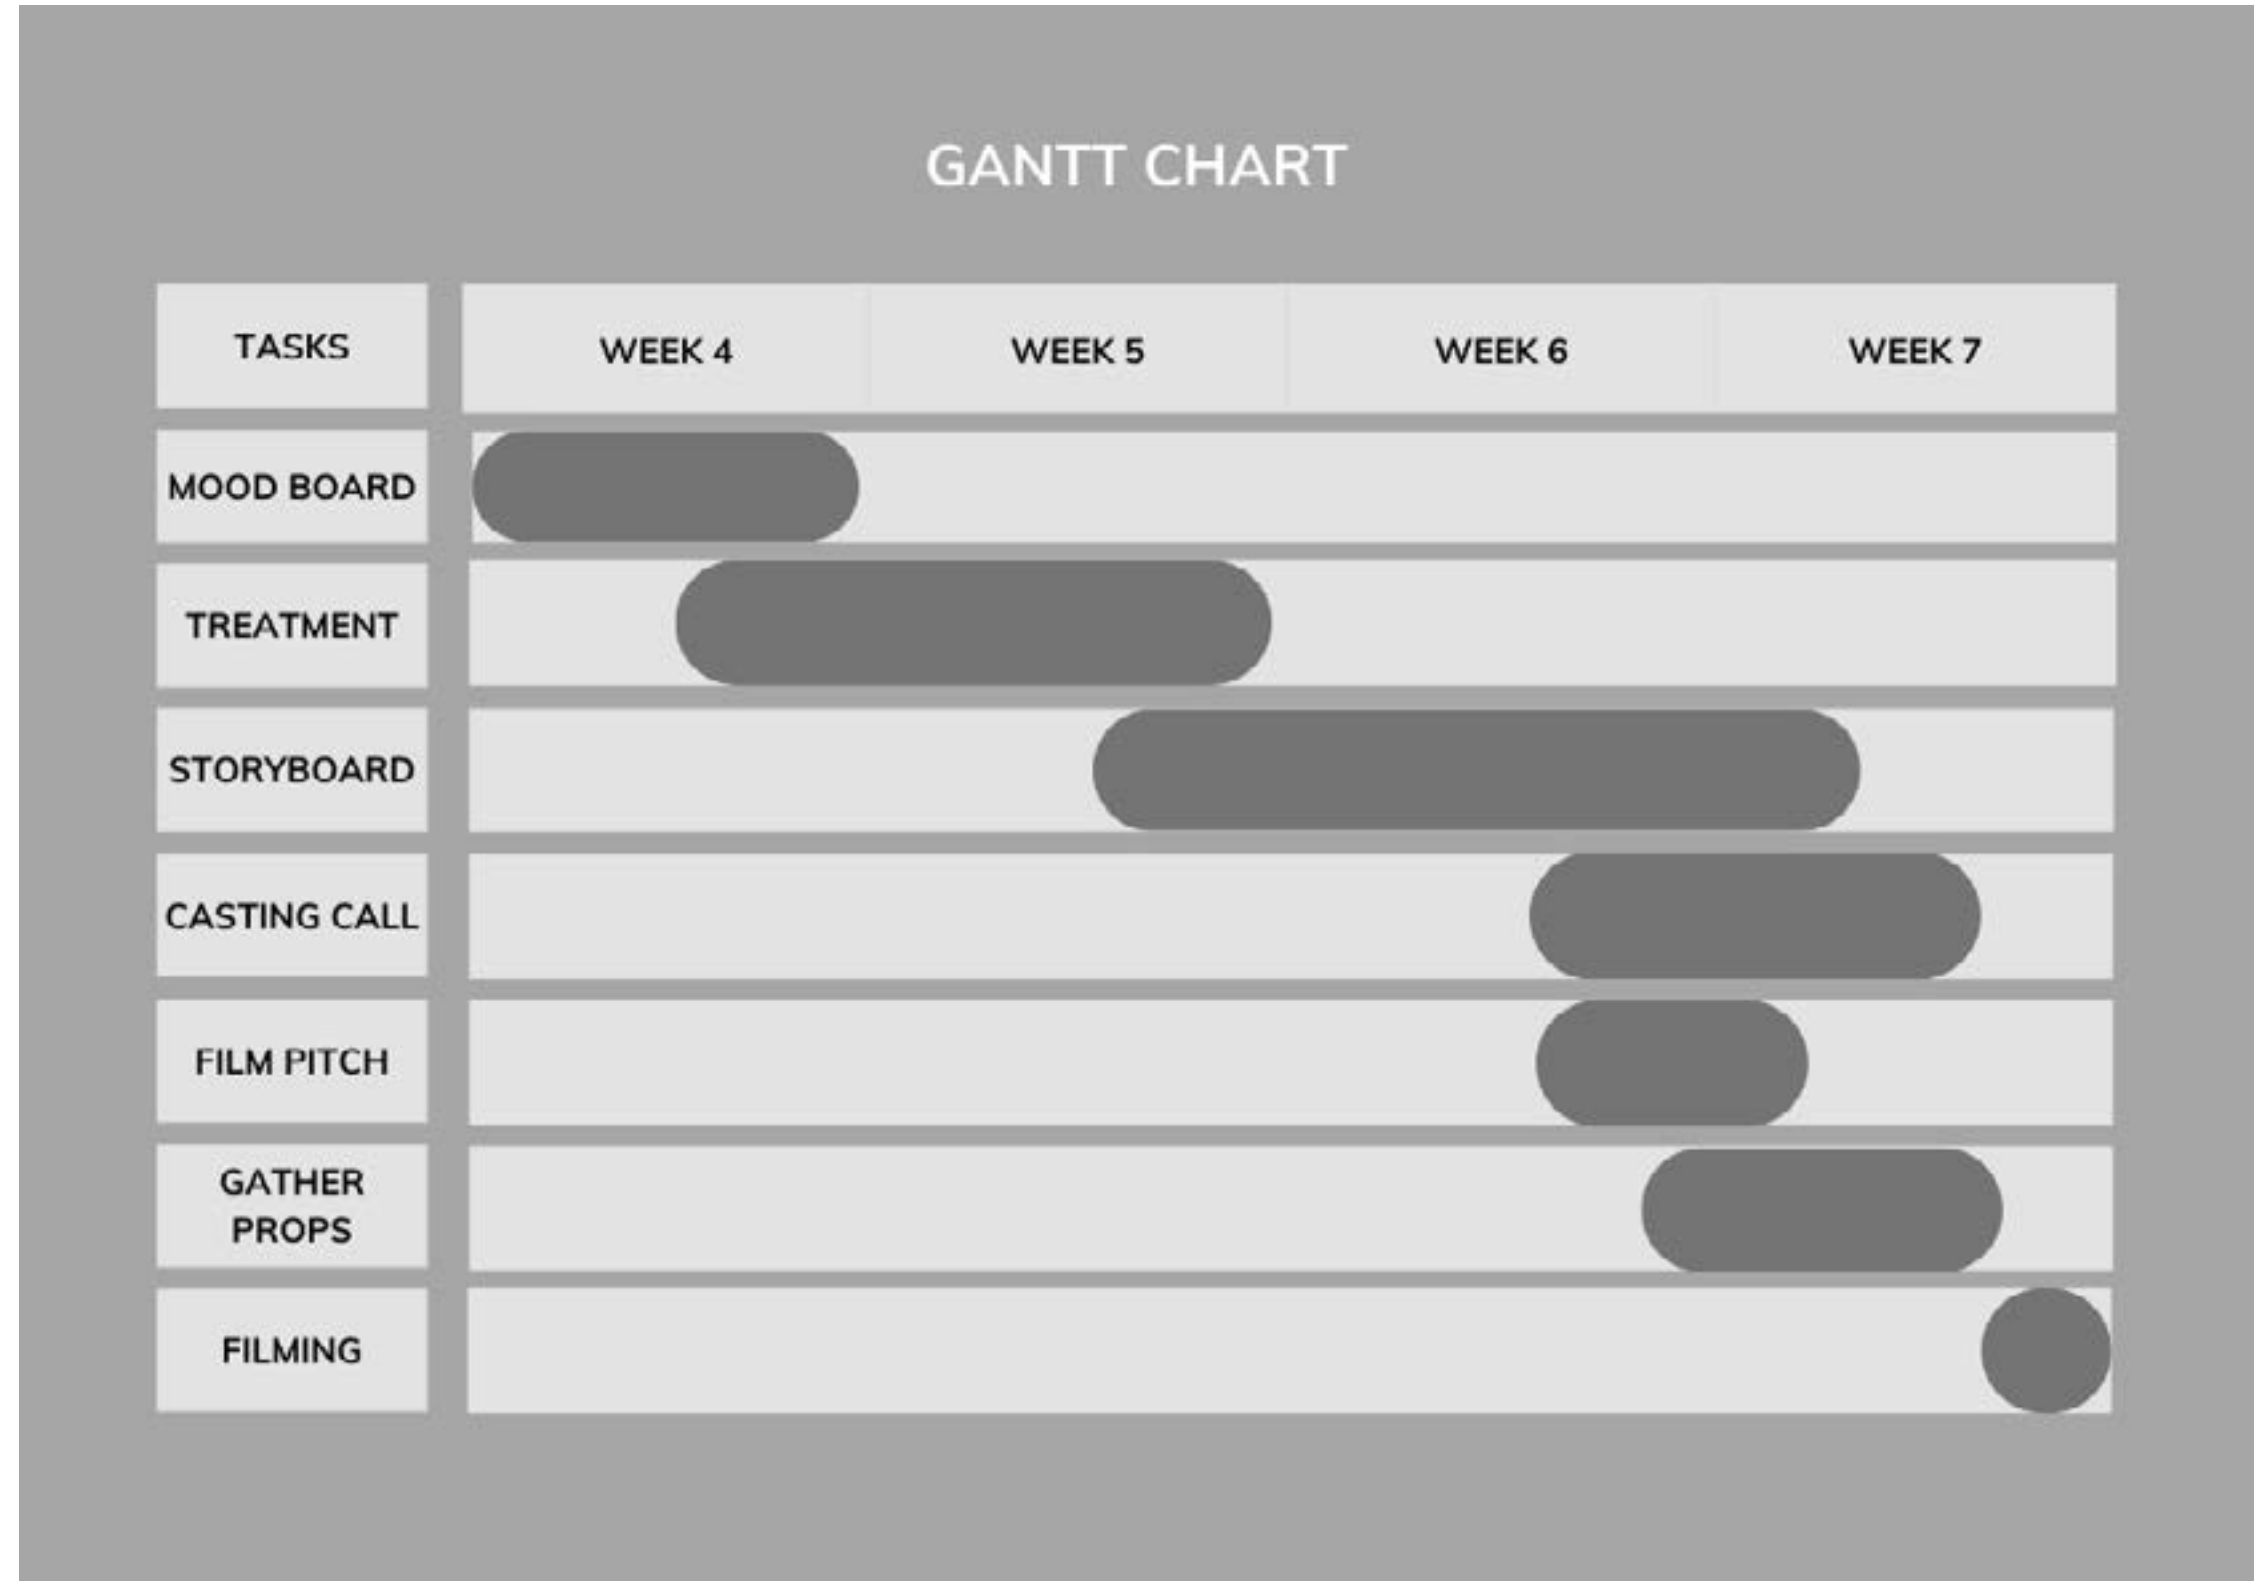 GANTT CHART
TASKS
WEEK 4
WEEK 5
WEEK 6
WEEK 7
MOOD BOARD
TREATMENT
STORYBOARD
CASTING CALL
FILM PITCH
GATHER
PROPS
FILMING